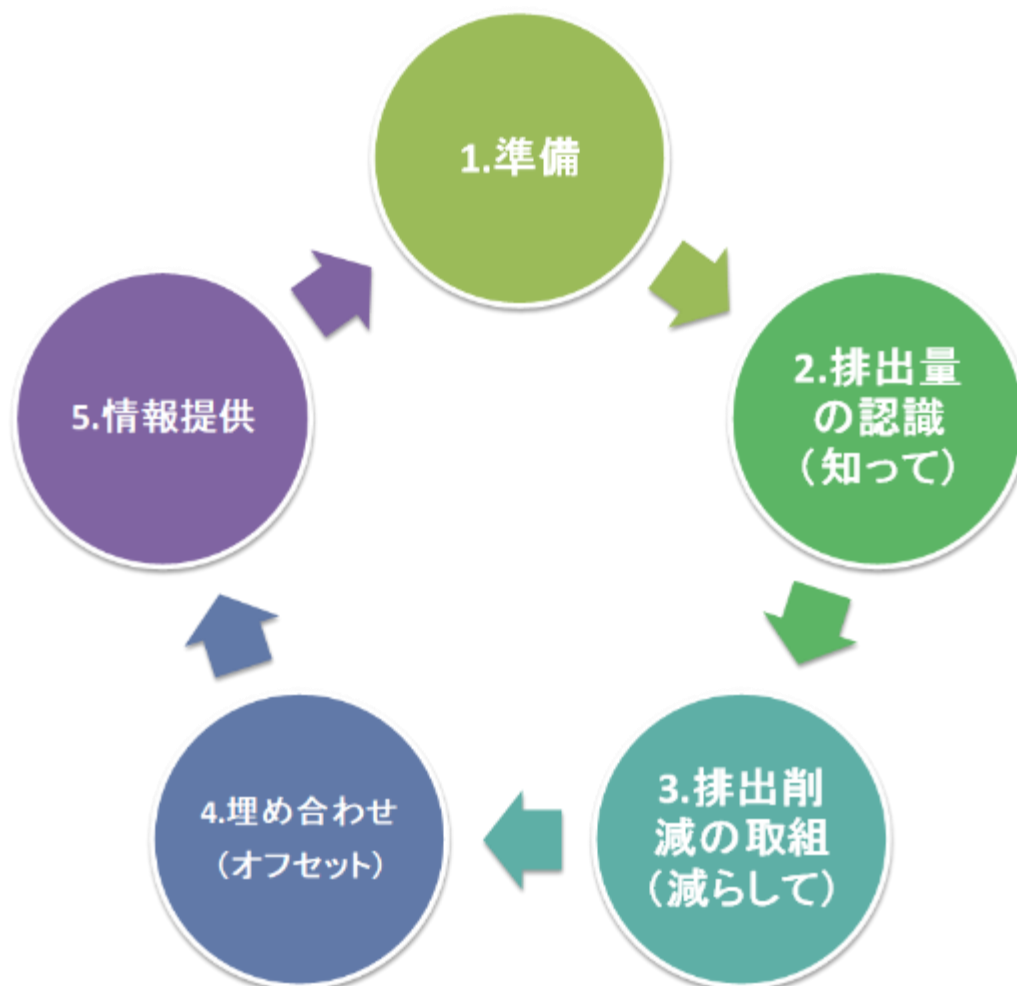 1.準備
2.排出量
の認識
（知って）
3.排出削
減の取組
（減らして）
4.埋め合わせ
（オフセット）
5.情報提供